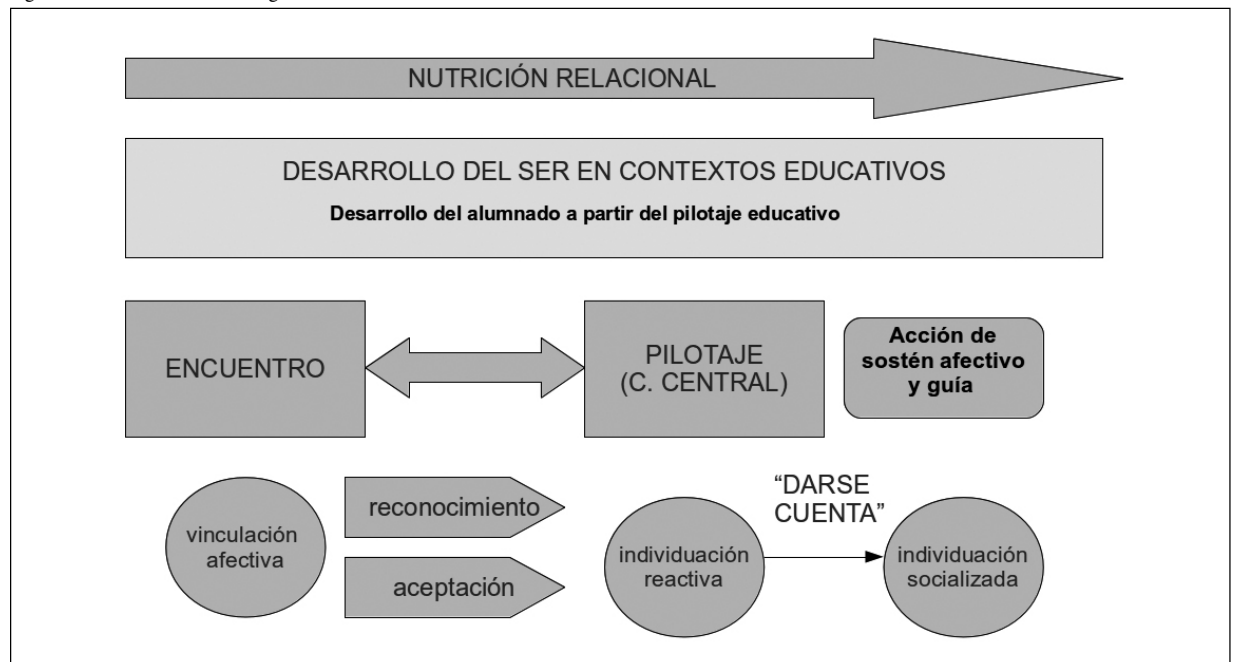 NUTRICIÓN RELACIONAL
DESARROLLO DEL SER EN CONTEXTOS EDUCATIVOS
Desarrollo del alumnado a partir del pilotaje educativo
ENCUENTRO
PILOTAJE
(C. CENTRAL)
Acción de
sostén afectivo
y guía
vinculación
afectiva
reconocimiento
aceptación
individuación
reactiva
“DARSE
CUENTA”
individuación
socializada